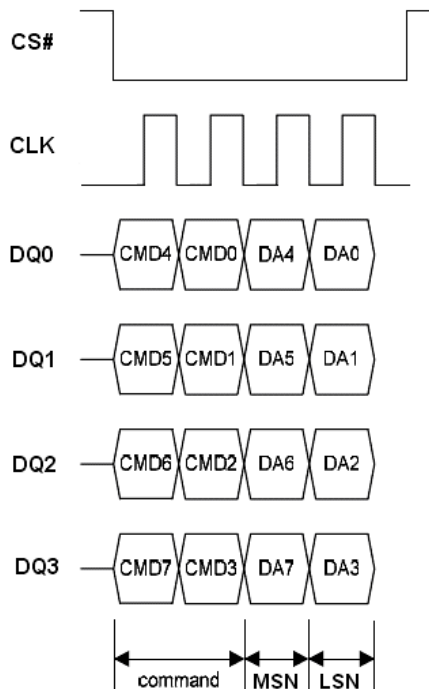 CS#
CLK
DQ0 CMD4 CMD0 DA4 DA0
DQ1 CMD5 CMD1 DA5 DA1
DQ2 CMD6 CMD2 DA6 DA2
DQ3 CMD7 CMD3 DA7 DA3
command MSN LSN